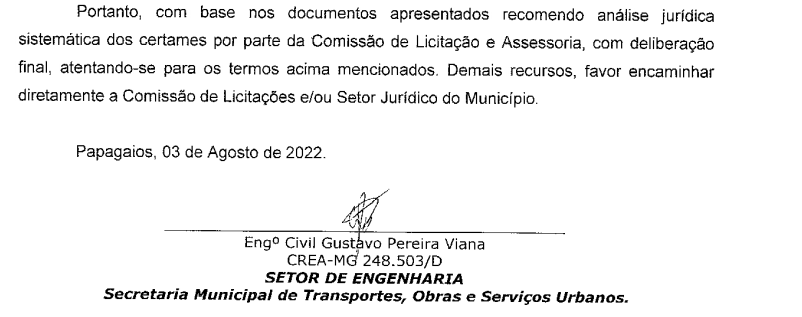 Portanto, com base nos documentos apresentados recomendo análise jurídica
sistemática dos certames por parte da Comissão de Licitação e Assessoria, com deliberação
final, atentando-se para os termos acima mencionados. Demais recursos, favor encaminhar
diretamente a Comissão de Licitações e/ou Setor Jurídico do Município.
Papagaios, 03 de Agosto de 2022.
Engº Civil Gustavo Pereira Viana
CREA-MG 248.503/D
SETOR DE ENGENHARIA
Secretaria Municipal de Transportes, Obras e Serviços Urbanos.